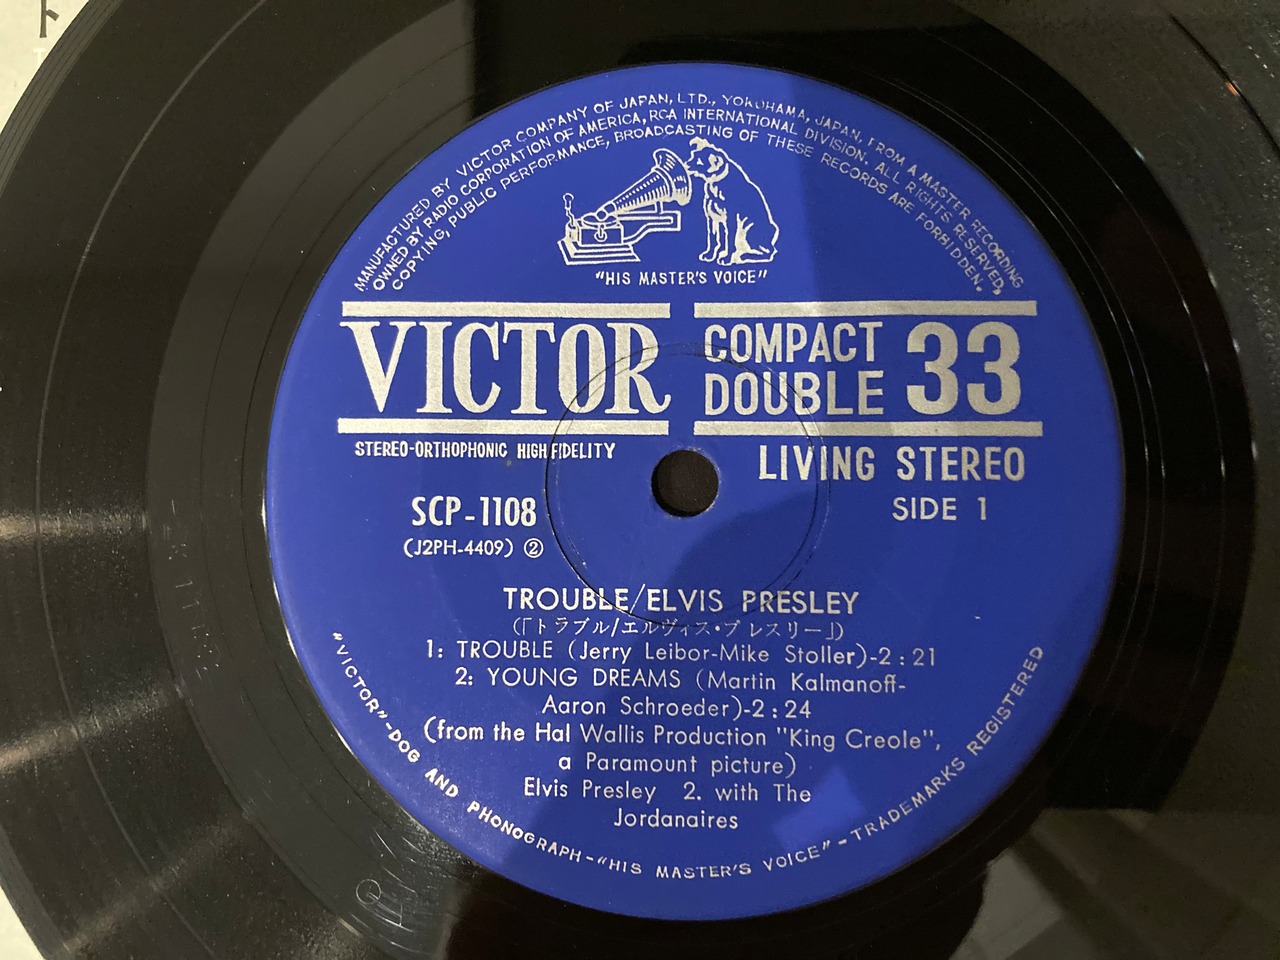 MANUFACTURED BY VICTOR COMPANY OF JAPAN, LTD., YOKOHAMA, JAPAN, FROM A MASTER RECORDING
OWNED BY RADIO CORPORATION OF AMERICA, RCA INTERNATIONAL DIVISION. ALL RIGHTS RESERVED,
COPYING, PUBLIC PERFORMANCE, BROADCASTING OF THESE RECORDS ARE FORBIDDEN.
"HIS MASTER'S VOICE"
VICTOR
COMPACT DOUBLE 33
STEREO-ORTHOPHONIC HIGH FIDELITY
LIVING STEREO
SCP-1108
SIDE 1
(J2PH-4409) ②
TROUBLE/ELVIS PRESLEY
(「トラブル/エルヴィス・プレスリー」)
1: TROUBLE (Jerry Leibor-Mike Stoller)-2:21
2: YOUNG DREAMS (Martin Kalmanoff-
Aaron Schroeder)-2:24
(from the Hal Wallis Production "King Creole",
a Paramount picture)
Elvis Presley 2. with The
Jordanaires
"VICTOR"-DOG AND PHONOGRAPH-"HIS MASTER'S VOICE"-TRADEMARKS REGISTERED